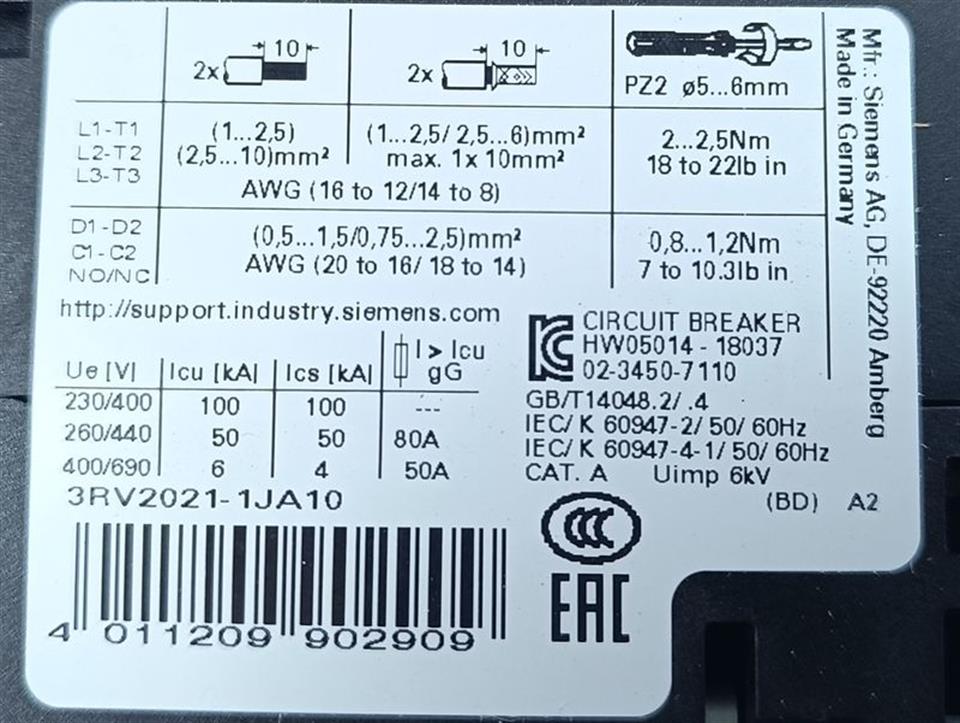 10
2x
10
2x
PZ2 ø5...6mm
L1-T1
L2-T2
L3-T3
(1...2,5)
(2,5...10)mm²
(1...2,5/2,5...6)mm²
max. 1x10mm²
AWG (16 to 12/14 to 8)
2...2,5Nm
18 to 22lb in
D1-D2
C1-C2
NO/NC
(0,5...1,5/0,75...2,5)mm²
AWG (20 to 16/18 to 14)
0,8...1,2Nm
7 to 10.3lb in
Mfr.: Siemens AG, DE-92220 Amberg
Made in Germany
http://support.industry.siemens.com
Ue [V] Icu [kA] Ics [kA] I > Icu gG
230/400 100 100 ---
260/440 50 50 80A
400/690 6 4 50A
CIRCUIT BREAKER
HW05014-18037
02-3450-7110
GB/T14048.2/.4
IEC/K 60947-2/50/60Hz
IEC/K 60947-4-1/50/60Hz
CAT. A Uimp 6kV
(BD) A2
3RV2021-1JA10
4 011209 902909
CCC
EAC